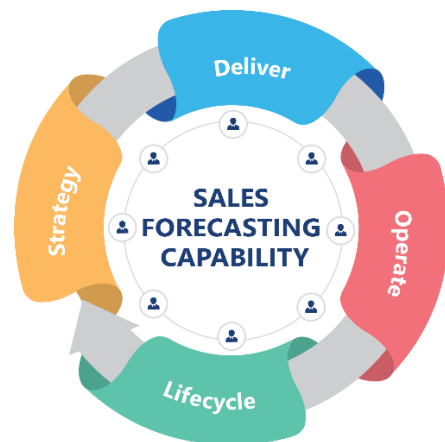 Deliver
Strategy
SALES
FORECASTING
CAPABILITY
Operate
Lifecycle